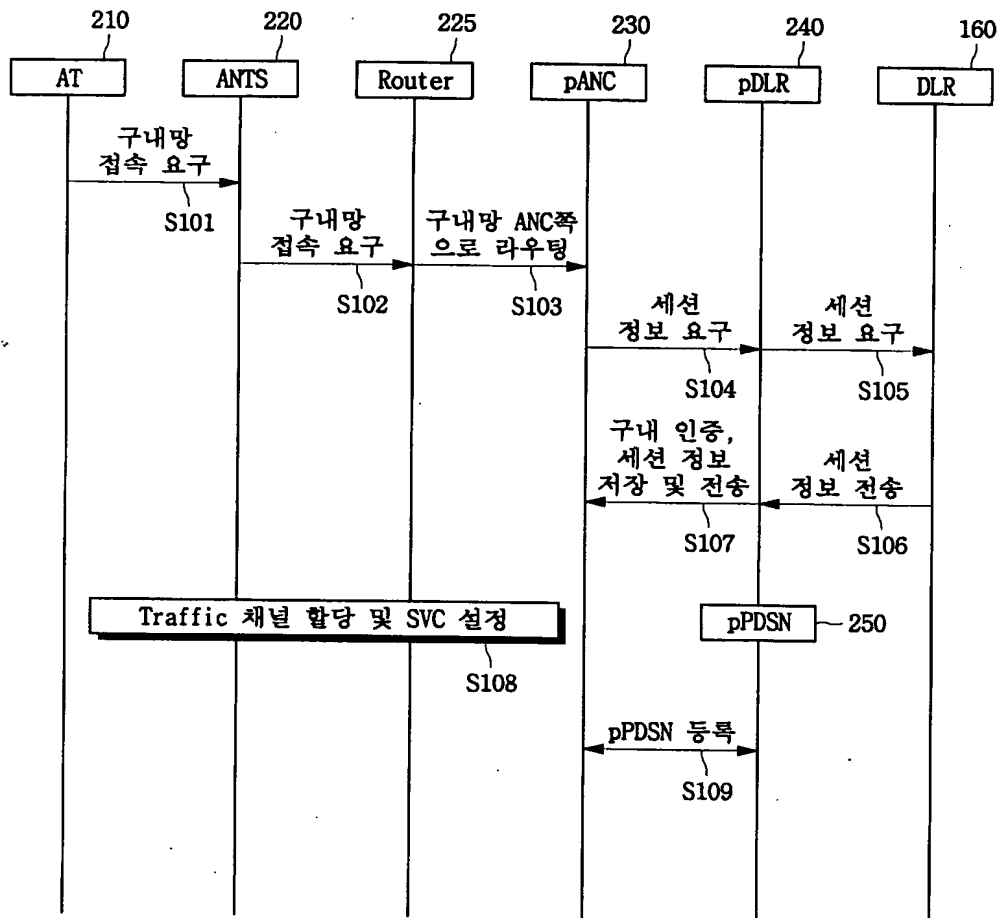 210
220
225
230
240
160
AT
ANTS
Router
pANC
pDLR
DLR
구내망
접속 요구
S101
구내망
접속 요구
S102
구내망 ANC쪽
으로 라우팅
S103
세션
정보 요구
S104
세션
정보 요구
S105
구내 인증,
세션 정보
저장 및 전송
S107
세션
정보 전송
S106
Traffic 채널 할당 및 SVC 설정
S108
pPDSN
250
pPDSN 등록
S109